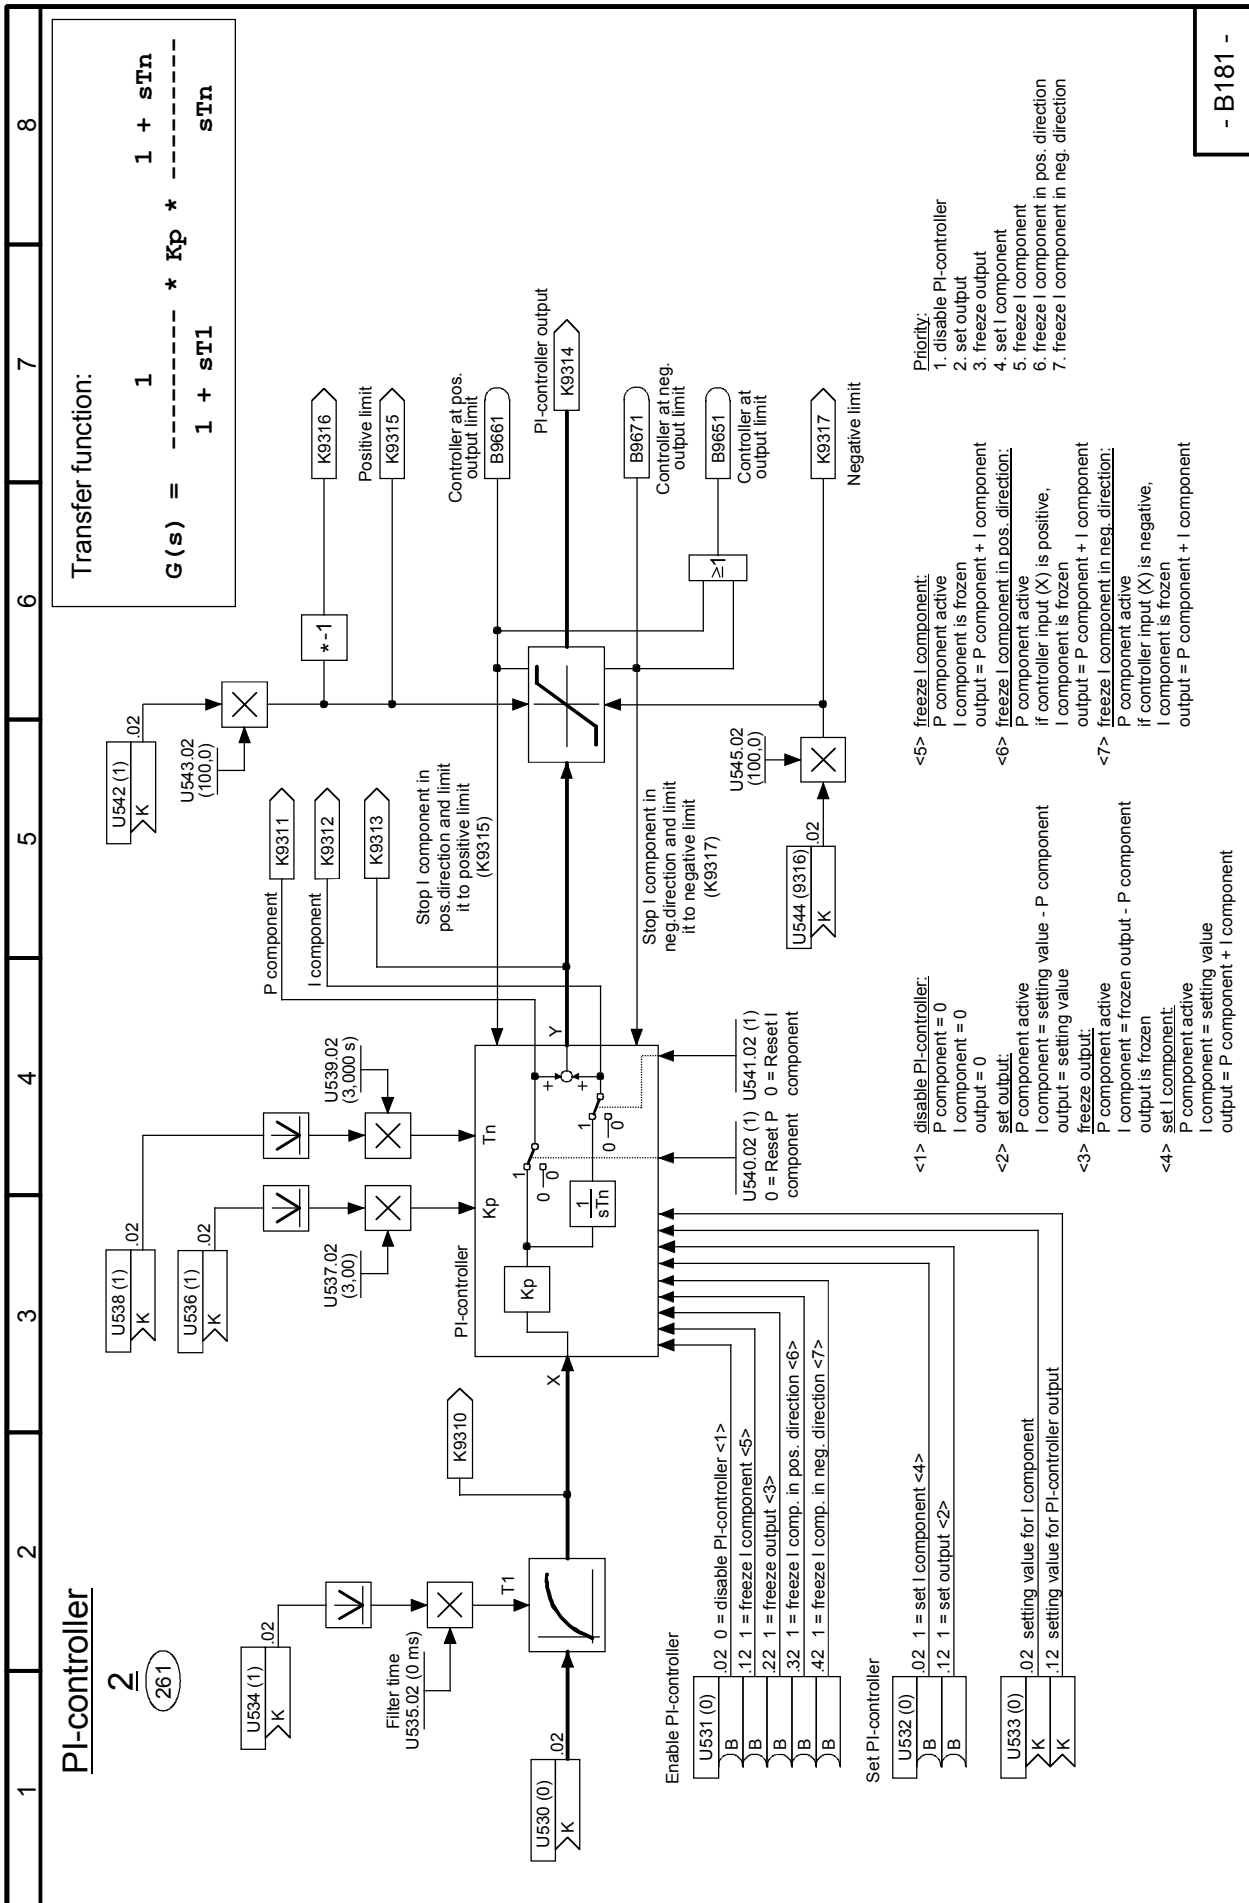 1 2 3 4 5 6 7 8
PI-controller
2
261
Transfer function:
1 1 + sTn
G(s) = -------- * Kp * ---------
1 + sT1 sTn
U534 (1)
K
.02
Filter time
U535.02 (0 ms)
T1
U530 (0)
K
.02
K9310
X
U538 (1)
K
.02
U536 (1)
K
.02
U537.02
(3,00)
U539.02
(3,000 s)
PI-controller
Kp
Tn
Kp
1
sTn
1
0
0
1
0
0
+
+
Y
U540.02 (1)
0 = Reset P
component
U541.02 (1)
0 = Reset I
component
P component
I component
K9311
K9312
K9313
Stop I component in
pos.direction and limit
it to positive limit
(K9315)
Stop I component in
neg.direction and limit
it to negative limit
(K9317)
U542 (1)
K
.02
U543.02
(100,0)
U545.02
(100,0)
U544 (9316)
K
.02
*-1
≥1
K9316
Positive limit
K9315
Controller at pos.
output limit
B9661
PI-controller output
K9314
B9671
Controller at neg.
output limit
B9651
Controller at
output limit
K9317
Negative limit
Enable PI-controller
U531 (0)
B .02 0 = disable PI-controller <1>
B .12 1 = freeze I component <5>
B .22 1 = freeze output <3>
B .32 1 = freeze I comp. in pos. direction <6>
B .42 1 = freeze I comp. in neg. direction <7>
Set PI-controller
U532 (0)
B .02 1 = set I component <4>
B .12 1 = set output <2>
U533 (0)
K .02 setting value for I component
K .12 setting value for PI-controller output
<1> disable PI-controller:
P component = 0
I component = 0
output = 0
<2> set output:
P component active
I component = setting value - P component
output = setting value
<3> freeze output:
P component active
I component = frozen output - P component
output is frozen
<4> set I component:
P component active
I component = setting value
output = P component + I component
<5> freeze I component:
P component active
I component is frozen
output = P component + I component
<6> freeze I component in pos. direction:
P component active
if controller input (X) is positive,
I component is frozen
output = P component + I component
<7> freeze I component in neg. direction:
P component active
if controller input (X) is negative,
I component is frozen
output = P component + I component
Priority:
1. disable PI-controller
2. set output
3. freeze output
4. set I component
5. freeze I component
6. freeze I component in pos. direction
7. freeze I component in neg. direction
- B181 -